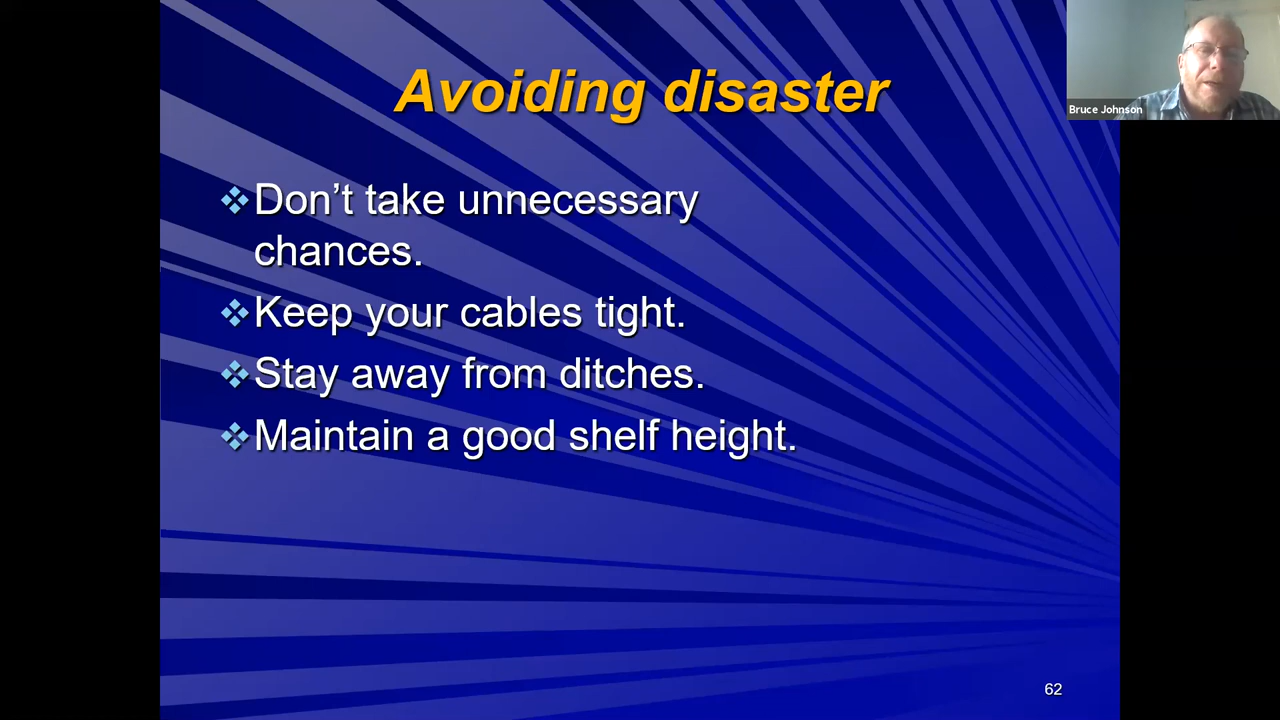 Avoiding disaster
Bruce Johnson
❖Don’t take unnecessary
chances.
❖Keep your cables tight.
❖Stay away from ditches.
❖Maintain a good shelf height.
62